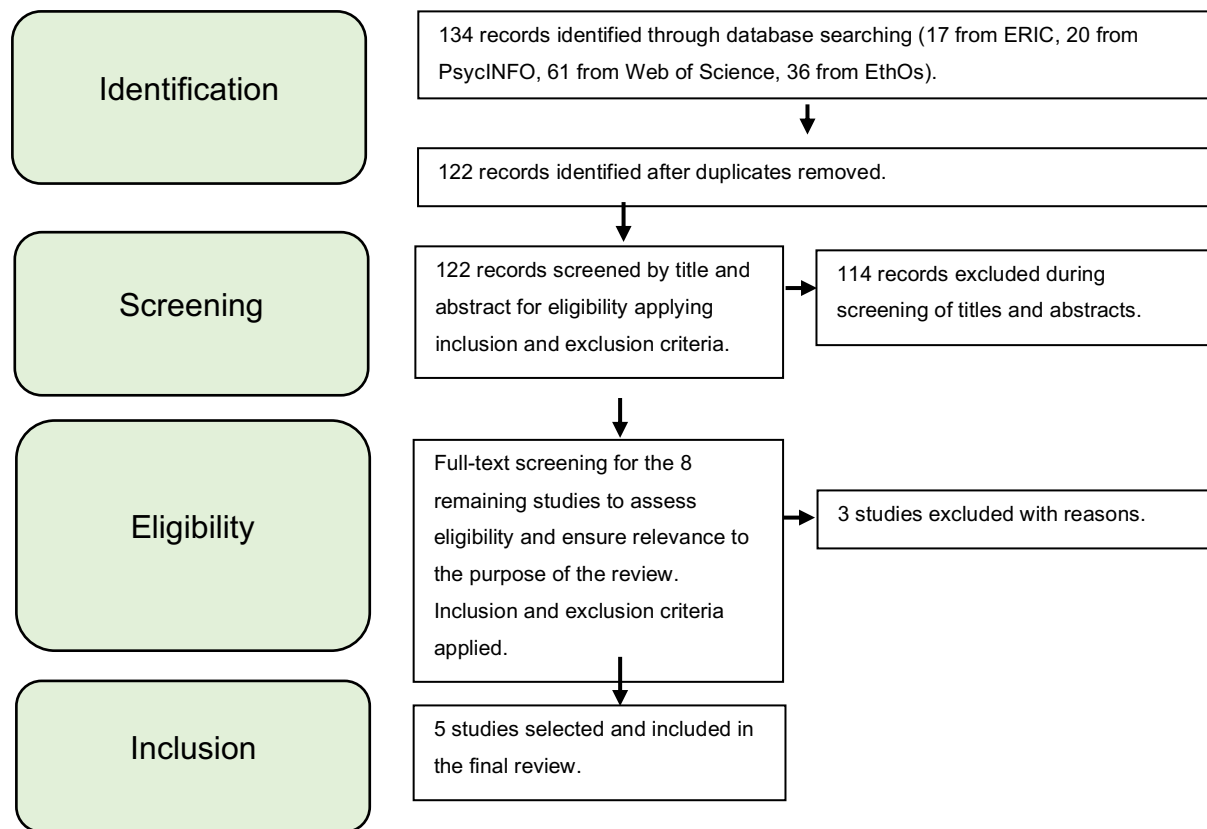 Identification
134 records identified through database searching (17 from ERIC, 20 from
PsycINFO, 61 from Web of Science, 36 from EthOs).
122 records identified after duplicates removed.
Screening
122 records screened by title and
abstract for eligibility applying
inclusion and exclusion criteria.
114 records excluded during
screening of titles and abstracts.
Eligibility
Full-text screening for the 8
remaining studies to assess
eligibility and ensure relevance to
the purpose of the review.
Inclusion and exclusion criteria
applied.
3 studies excluded with reasons.
Inclusion
5 studies selected and included in
the final review.